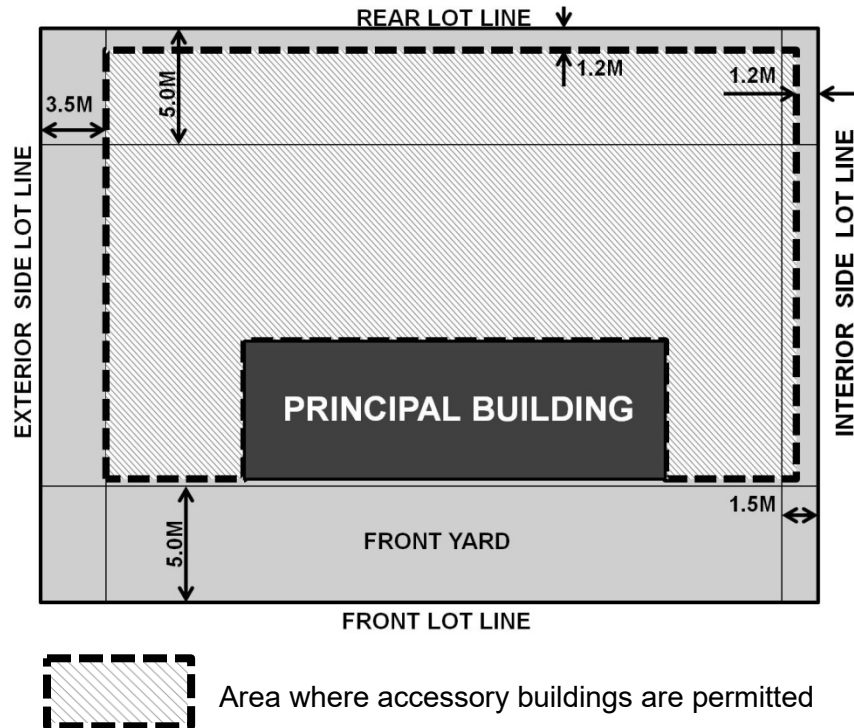 REAR LOT LINE
1.2M
1.2M
3.5M
5.0M
EXTERIOR SIDE LOT LINE
INTERIOR SIDE LOT LINE
PRINCIPAL BUILDING
1.5M
5.0M
FRONT YARD
FRONT LOT LINE
Area where accessory buildings are permitted